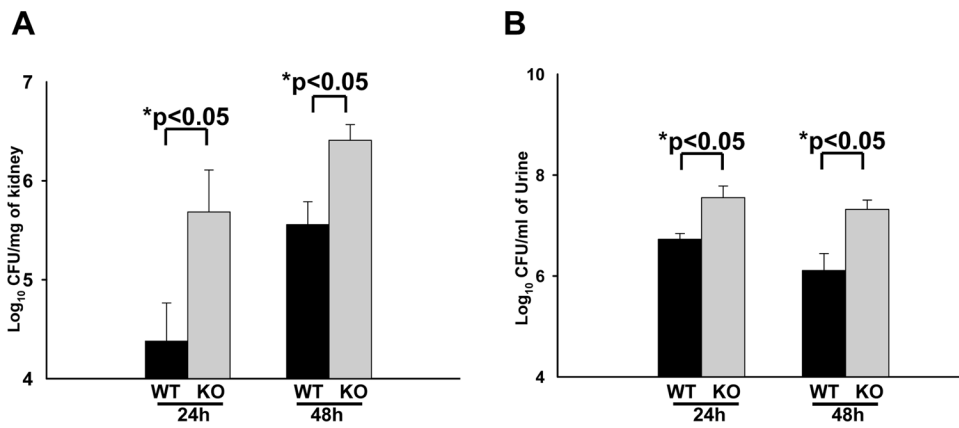 A
Log10 CFU/mg of kidney
7
6
5
4
*p<0.05
*p<0.05
WT KO WT KO
24h 48h
B
Log10 CFU/ml of Urine
10
8
6
4
*p<0.05 *p<0.05
WT KO WT KO
24h 48h